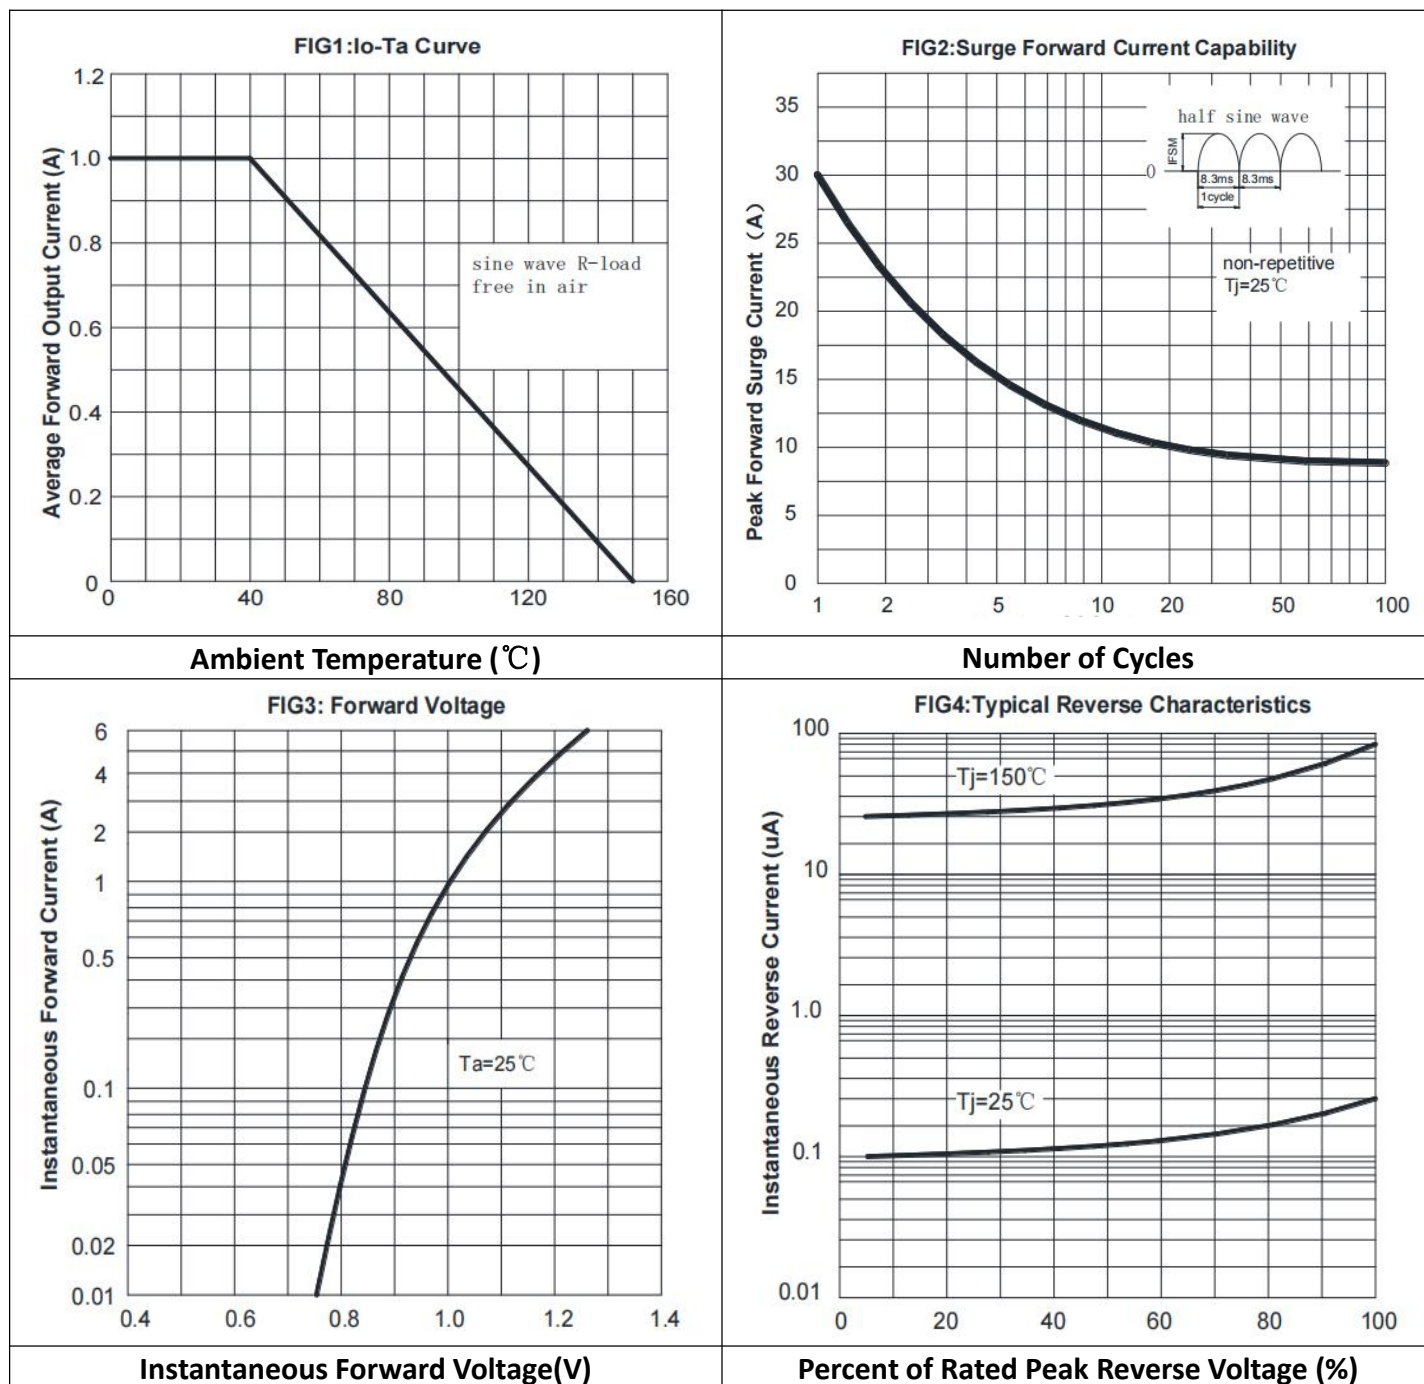 FIG1:Io-Ta Curve
Average Forward Output Current (A)
1.2
1.0
0.8
0.6
0.4
0.2
0
sine wave R-load
free in air
0 40 80 120 160
Ambient Temperature (℃)
FIG2:Surge Forward Current Capability
Peak Forward Surge Current（A）
35
30
25
20
15
10
5
0
half sine wave
IFSM
0
8.3ms 8.3ms
1cycle
non-repetitive
Tj=25℃
1 2 5 10 20 50 100
Number of Cycles
FIG3: Forward Voltage
Instantaneous Forward Current (A)
6
4
2
1
0.5
0.1
0.05
0.02
0.01
Ta=25℃
0.4 0.6 0.8 1.0 1.2 1.4
Instantaneous Forward Voltage(V)
FIG4:Typical Reverse Characteristics
Instantaneous Reverse Current (uA)
100
10
1.0
0.1
0.01
Tj=150℃
Tj=25℃
0 20 40 60 80 100
Percent of Rated Peak Reverse Voltage (%)